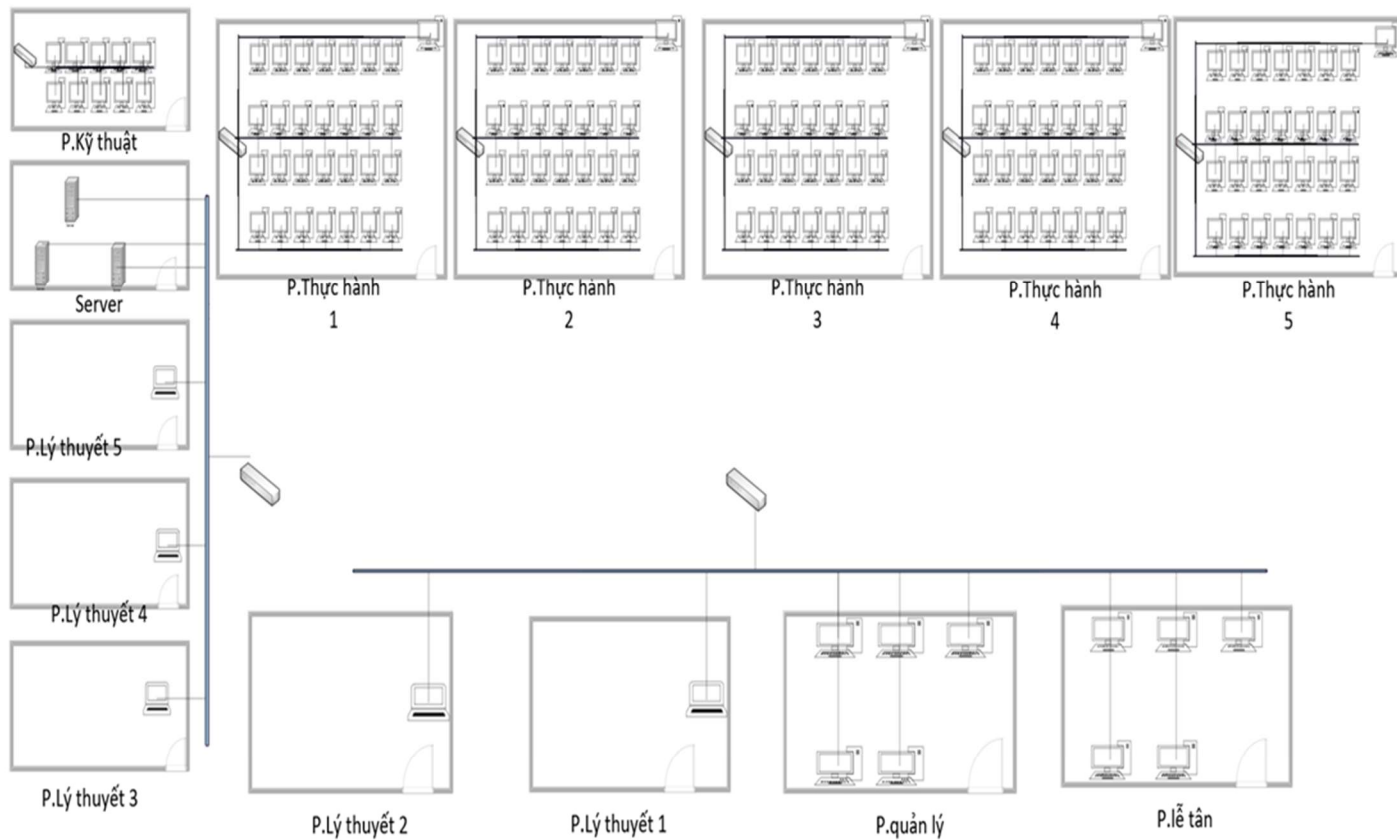 P.Kỹ thuật
P.Thực hành
1
P.Thực hành
2
P.Thực hành
3
P.Thực hành
4
P.Thực hành
5
Server
P.Lý thuyết 5
P.Lý thuyết 4
P.Lý thuyết 3
P.Lý thuyết 2
P.Lý thuyết 1
P.quản lý
P.lễ tân